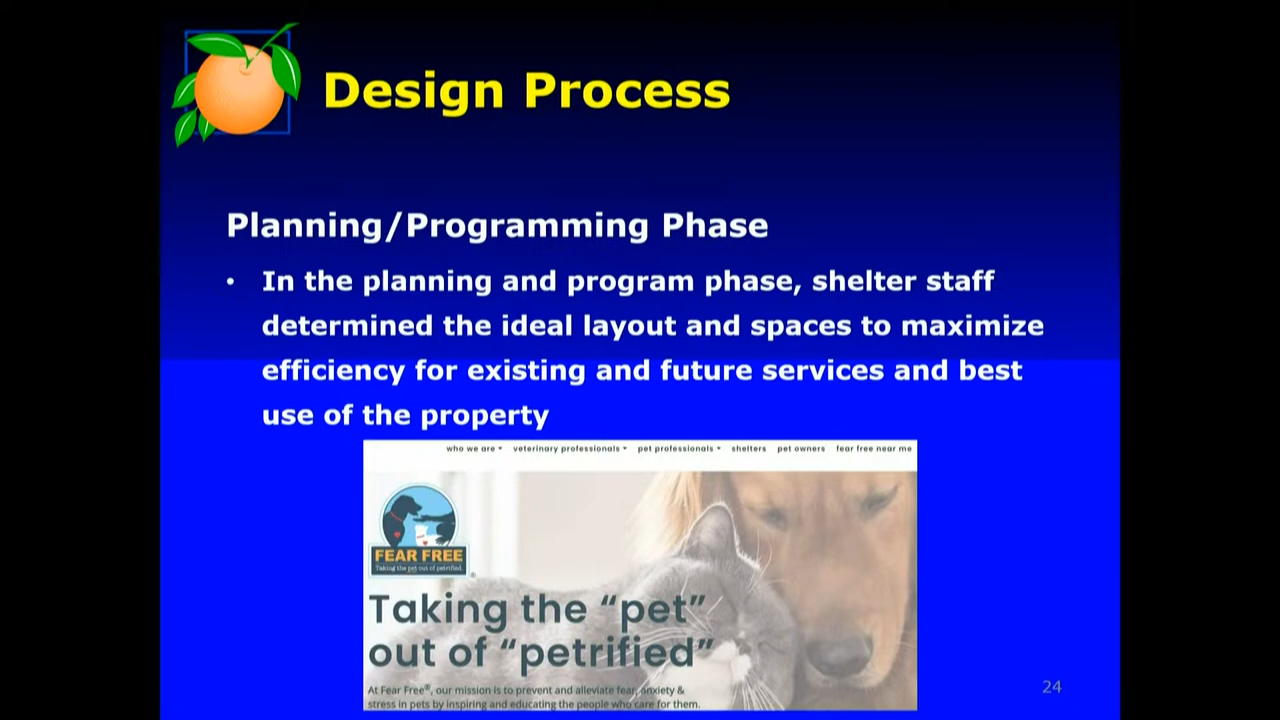 Design Process
Planning/Programming Phase
• In the planning and program phase, shelter staff
determined the ideal layout and spaces to maximize
efficiency for existing and future services and best
use of the property
who we are veterinary professionals pet professionals shelters pet owners fear free near me
FEAR FREE
Taking the pet out of petrified.
®
Taking the “pet”
out of “petrified”
At Fear Free®, our mission is to prevent and alleviate fear, anxiety &
stress in pets by inspiring and educating the people who care for them.
24